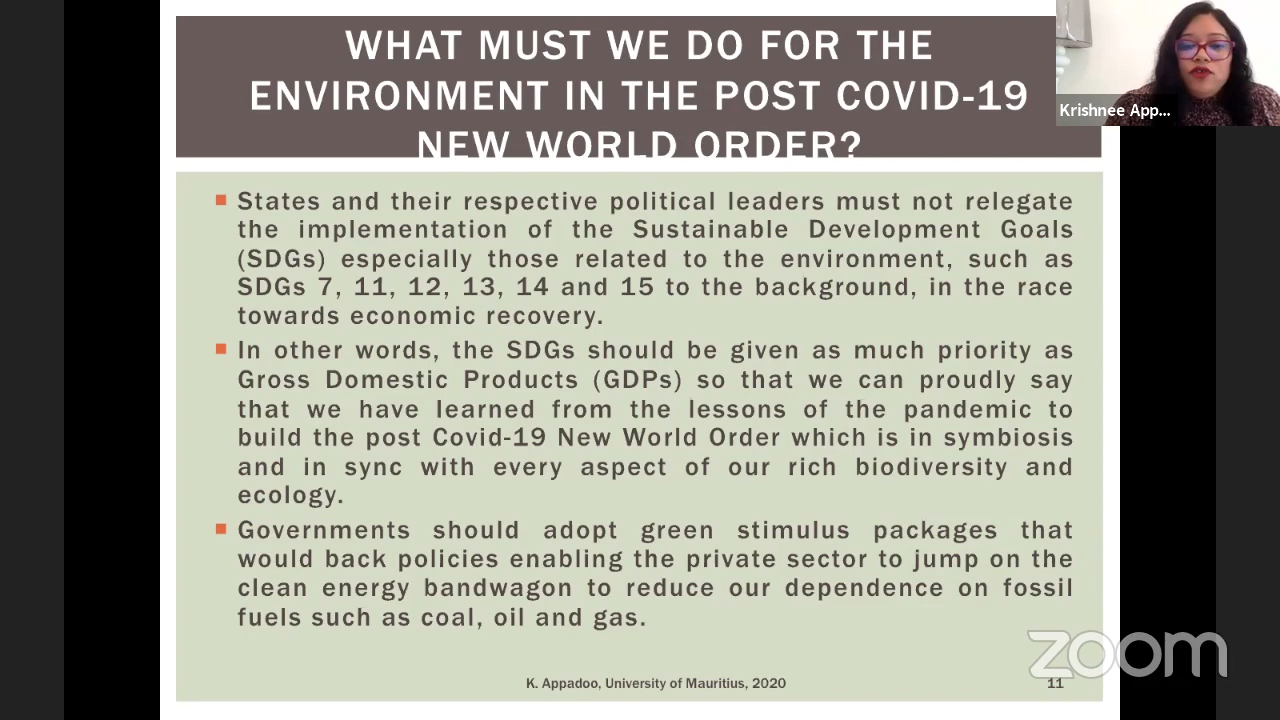 WHAT MUST WE DO FOR THE
ENVIRONMENT IN THE POST COVID-19
NEW WORLD ORDER?
Krishnee App...
States and their respective political leaders must not relegate
the implementation of the Sustainable Development Goals
(SDGs) especially those related to the environment, such as
SDGs 7, 11, 12, 13, 14 and 15 to the background, in the race
towards economic recovery.
In other words, the SDGs should be given as much priority as
Gross Domestic Products (GDPs) so that we can proudly say
that we have learned from the lessons of the pandemic to
build the post Covid-19 New World Order which is in symbiosis
and in sync with every aspect of our rich biodiversity and
ecology.
Governments should adopt green stimulus packages that
would back policies enabling the private sector to jump on the
clean energy bandwagon to reduce our dependence on fossil
fuels such as coal, oil and gas.
zoom
K. Appadoo, University of Mauritius, 2020
11